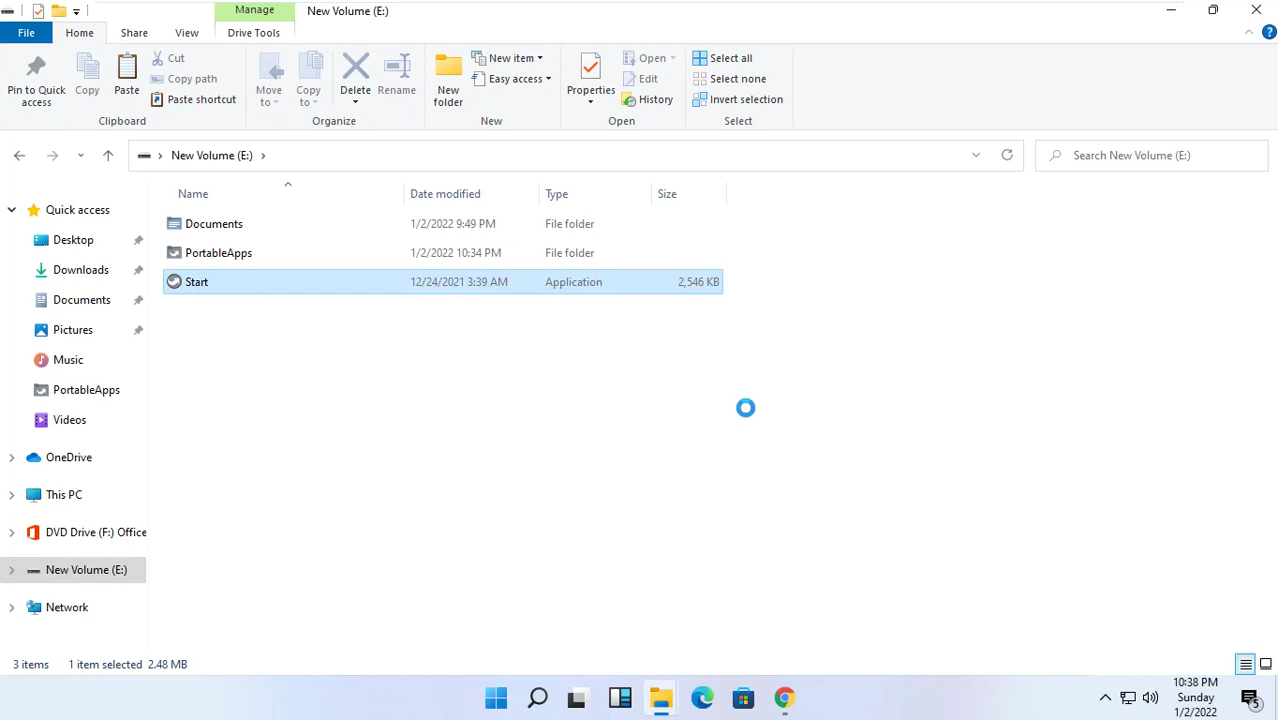 Manage
New Volume (E:)
File
Home
Share
View
Drive Tools
Pin to Quick access
Copy
Paste
Cut
Copy path
Paste shortcut
Clipboard
Move to
Copy to
Delete
Rename
Organize
New folder
New item
Easy access
New
Properties
Open
Edit
History
Open
Select all
Select none
Invert selection
Select
New Volume (E:)
Search New Volume (E:)
Name Date modified Type Size
Documents 1/2/2022 9:49 PM File folder
PortableApps 1/2/2022 10:34 PM File folder
Start 12/24/2021 3:39 AM Application 2,546 KB
Quick access
Desktop
Downloads
Documents
Pictures
Music
PortableApps
Videos
OneDrive
This PC
DVD Drive (F:) Office
New Volume (E:)
Network
3 items 1 item selected 2.48 MB
10:38 PM
Sunday
1/2/2022
5